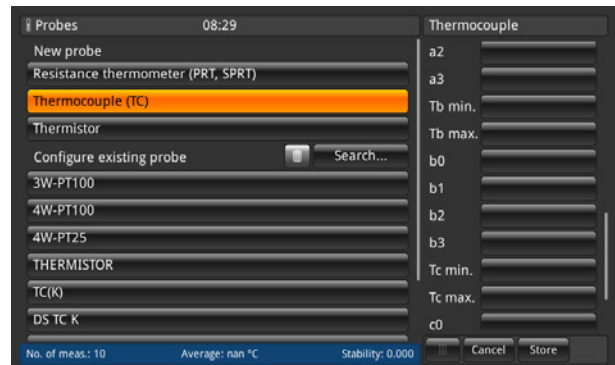 Probes 08:29
New probe
Resistance thermometer (PRT, SPRT)
Thermocouple (TC)
Thermistor
Configure existing probe Search...
3W-PT100
4W-PT100
4W-PT25
THERMISTOR
TC(K)
DS TC K
No. of meas.: 10 Average: nan °C Stability: 0.000
Thermocouple
a2
a3
Tb min.
Tb max.
b0
b1
b2
b3
Tc min.
Tc max.
c0
Cancel Store